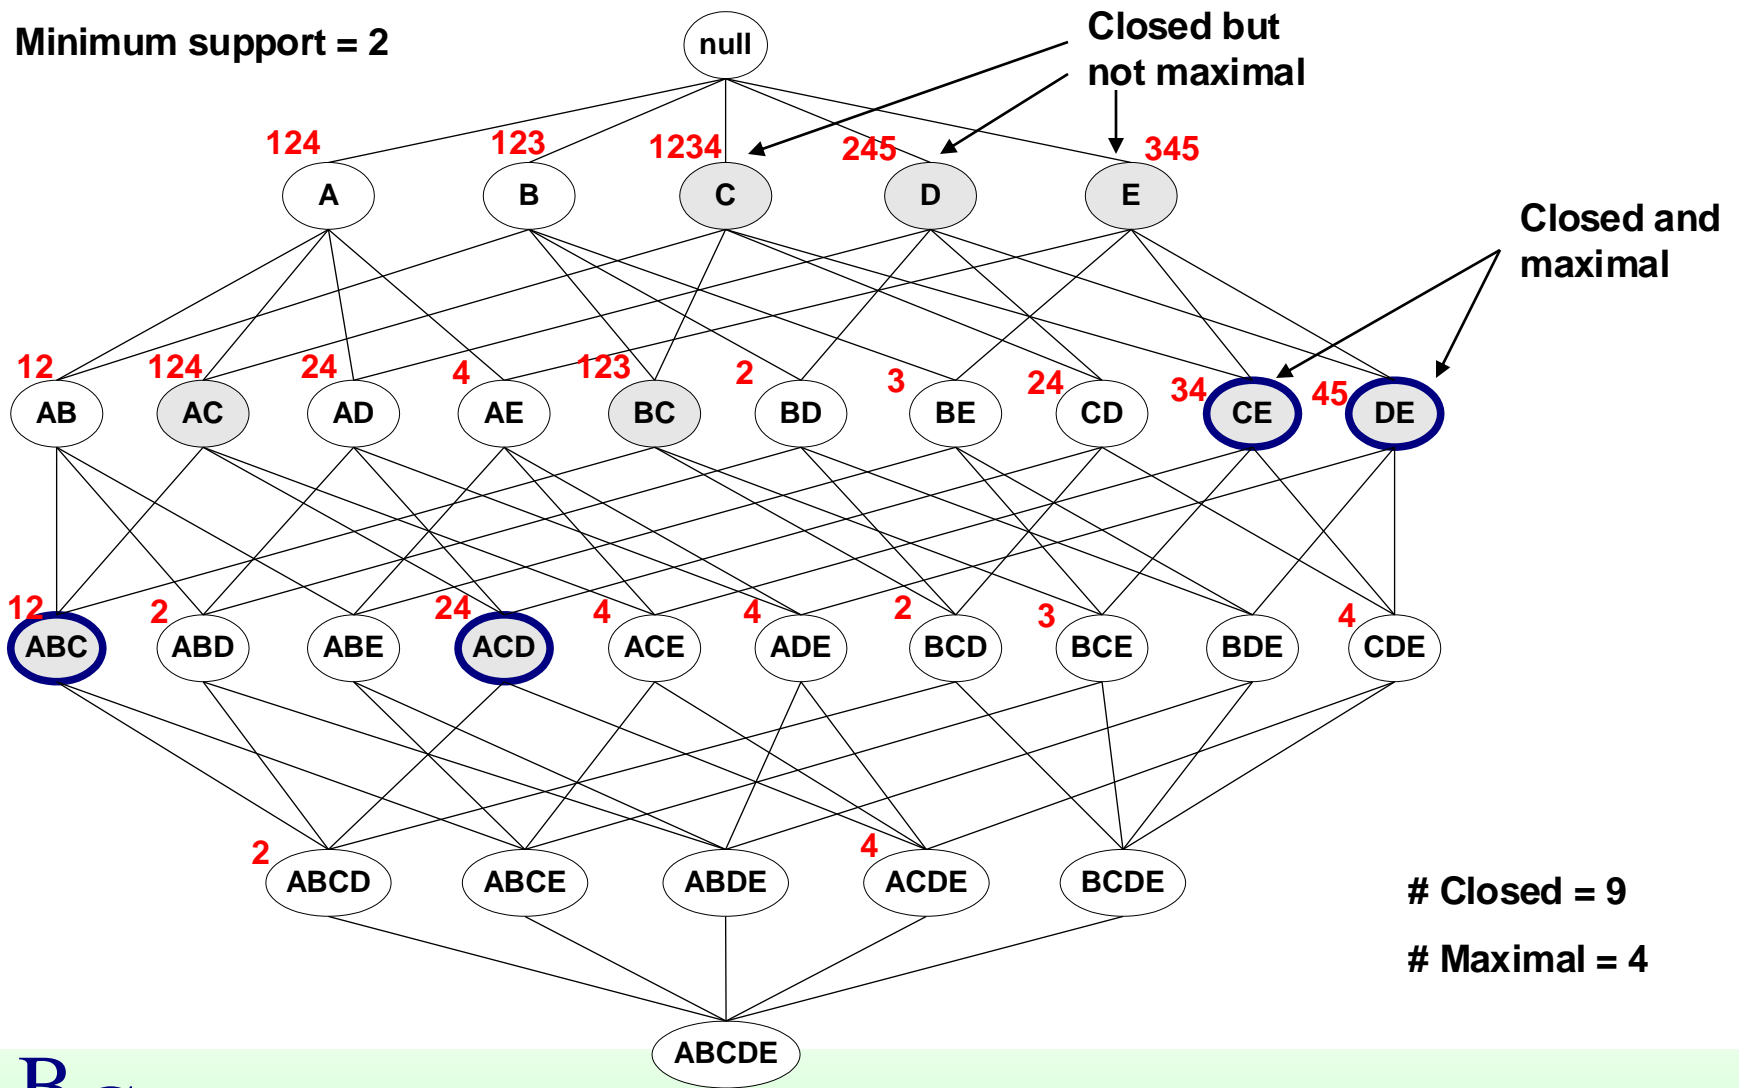 Minimum support = 2
null
Closed but
not maximal
124
123
1234
245
345
A
B
C
D
E
Closed and
maximal
12
124
24
4
123
2
3
24
34
45
AB
AC
AD
AE
BC
BD
BE
CD
CE
DE
12
2
24
4
4
2
3
4
ABC
ABD
ABE
ACD
ACE
ADE
BCD
BCE
BDE
CDE
2
4
ABCD
ABCE
ABDE
ACDE
BCDE
# Closed = 9
# Maximal = 4
ABCDE